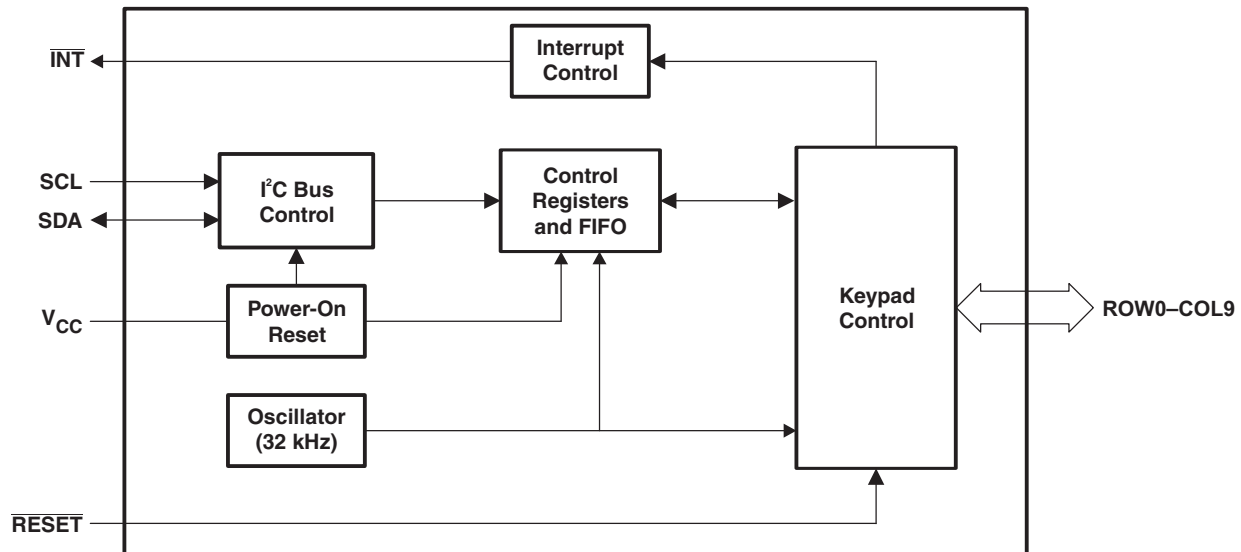 INT
Interrupt
Control
SCL
SDA
I²C Bus
Control
Control
Registers
and FIFO
VCC
Power-On
Reset
Keypad
Control
ROW0–COL9
Oscillator
(32 kHz)
RESET